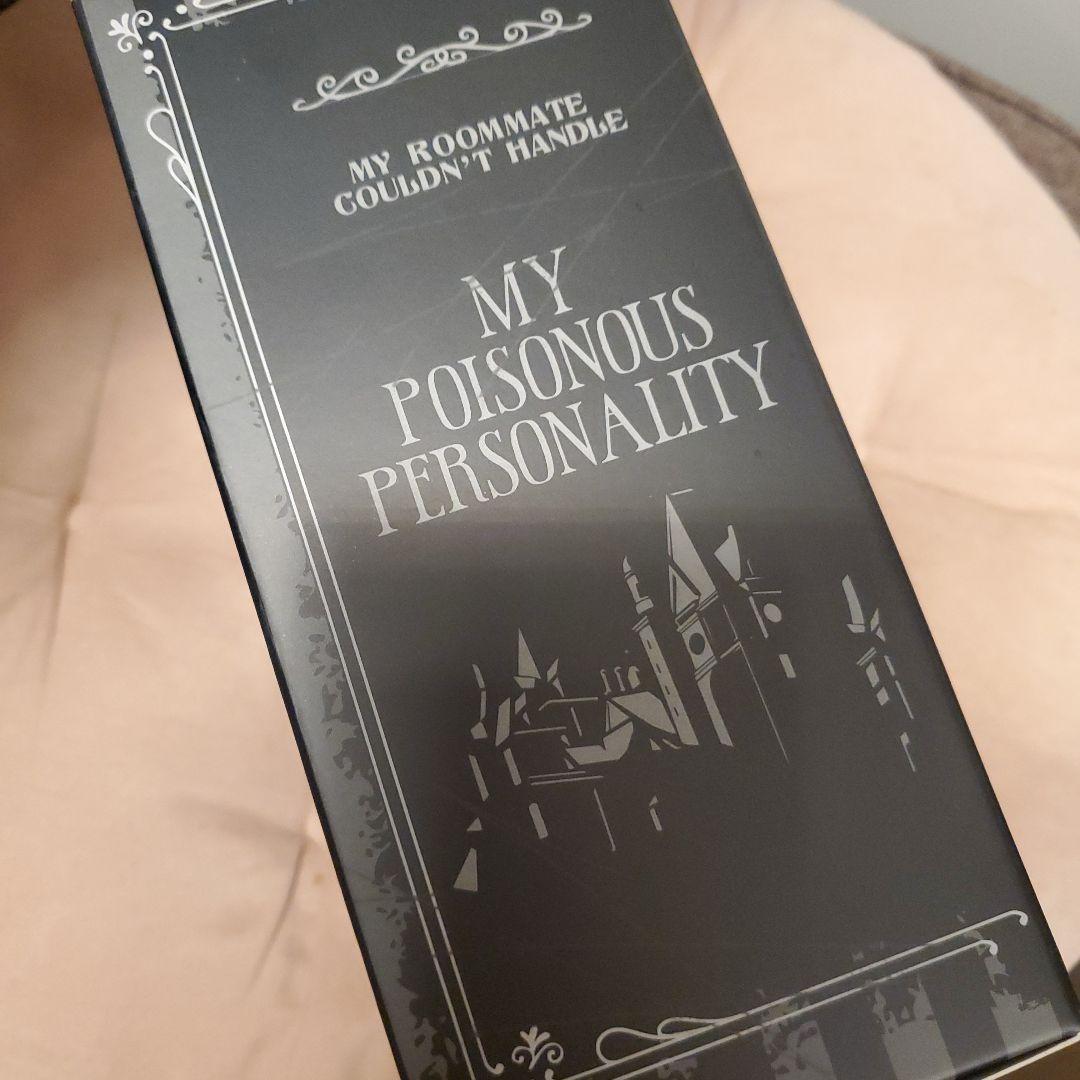 MY ROOMMATE
COULDN'T HANDLE
MY
POISONOUS
PERSONALITY